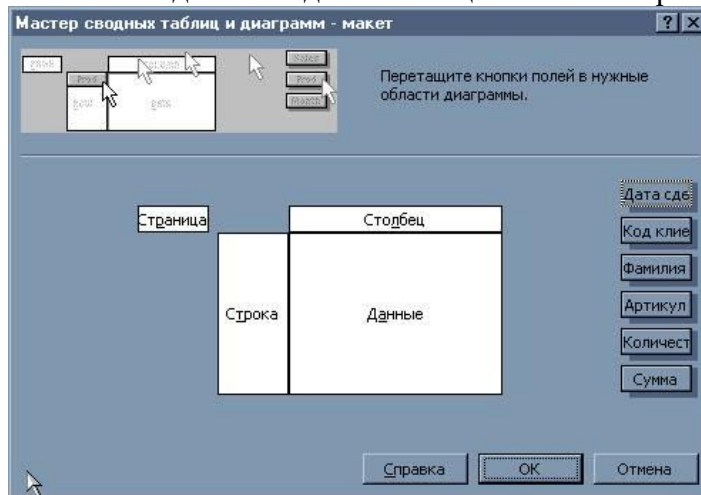 Мастер сводных таблиц и диаграмм - макет
Перетащите кнопки полей в нужные
области диаграммы.
Страница
Столбец
Строка
Данные
Дата сде
Код клие
Фамилия
Артикул
Количест
Сумма
Справка
ОК
Отмена